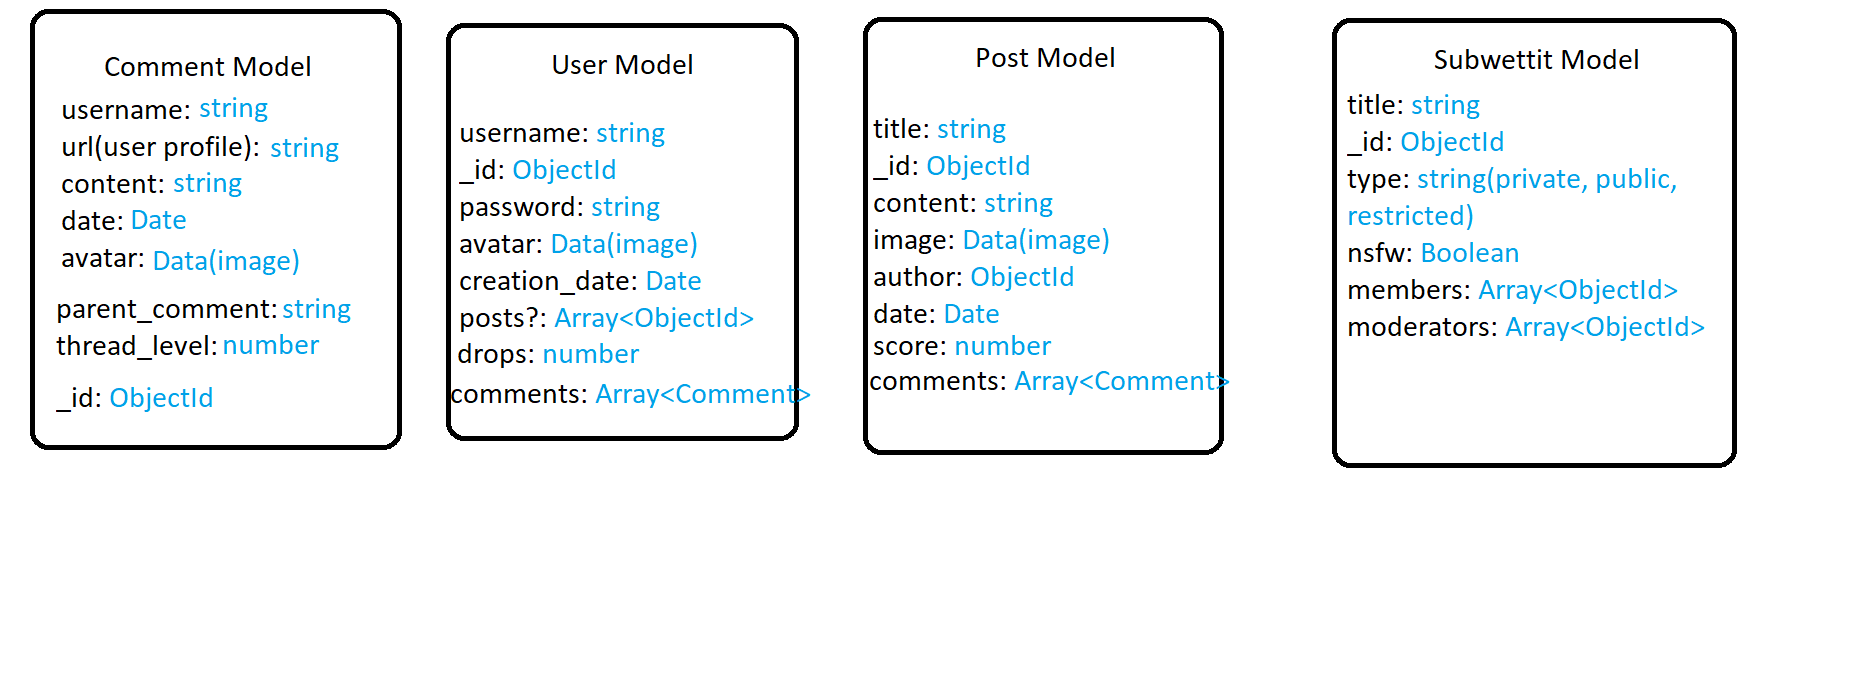 Comment Model
username: string
url(user profile): string
content: string
date: Date
avatar: Data(image)
parent_comment: string
thread_level: number
_id: ObjectId
User Model
username: string
_id: ObjectId
password: string
avatar: Data(image)
creation_date: Date
posts?: Array<ObjectId>
drops: number
comments: Array<Comment>
Post Model
title: string
_id: ObjectId
content: string
image: Data(image)
author: ObjectId
date: Date
score: number
comments: Array<Comment>
Subwettit Model
title: string
_id: ObjectId
type: string(private, public,
restricted)
nsfw: Boolean
members: Array<ObjectId>
moderators: Array<ObjectId>